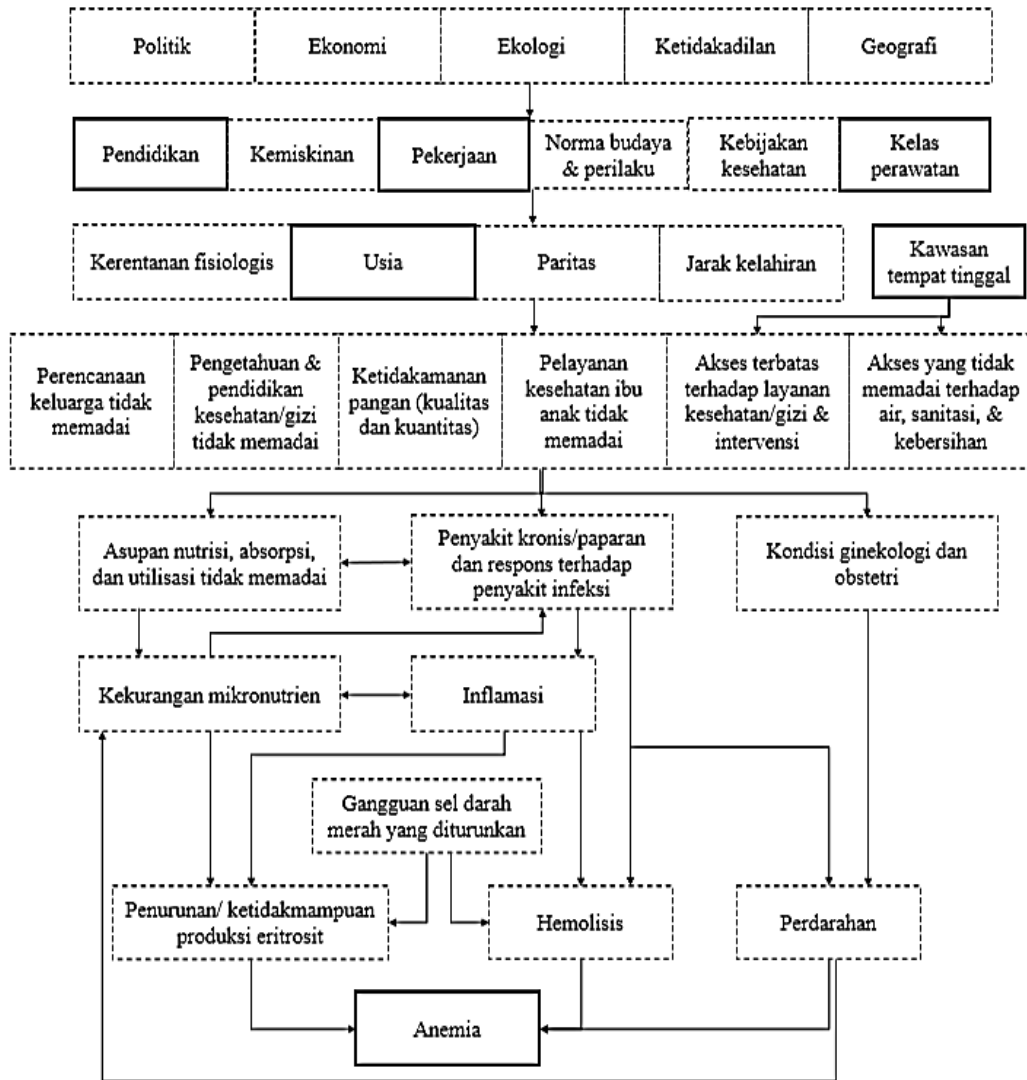 Politik
Ekonomi
Ekologi
Ketidakadilan
Geografi
Pendidikan
Kemiskinan
Pekerjaan
Norma budaya
& perilaku
Kebijakan
kesehatan
Kelas
perawatan
Kerentanan fisiologis
Usia
Paritas
Jarak kelahiran
Kawasan
tempat tinggal
Perencanaan
keluarga tidak
memadai
Pengetahuan &
pendidikan
kesehatan/gizi
tidak memadai
Ketidakamanan
pangan (kualitas
dan kuantitas)
Pelayanan
kesehatan ibu
anak tidak
memadai
Akses terbatas
terhadap layanan
kesehatan/gizi &
intervensi
Akses yang tidak
memadai terhadap
air, sanitasi, &
kebersihan
Asupan nutrisi, absorpsi,
dan utilisasi tidak memadai
Penyakit kronis/paparan
dan respons terhadap
penyakit infeksi
Kondisi ginekologi dan
obstetri
Kekurangan mikronutrien
Inflamasi
Gangguan sel darah
merah yang diturunkan
Penurunan/ ketidakmampuan
produksi eritrosit
Hemolisis
Perdarahan
Anemia